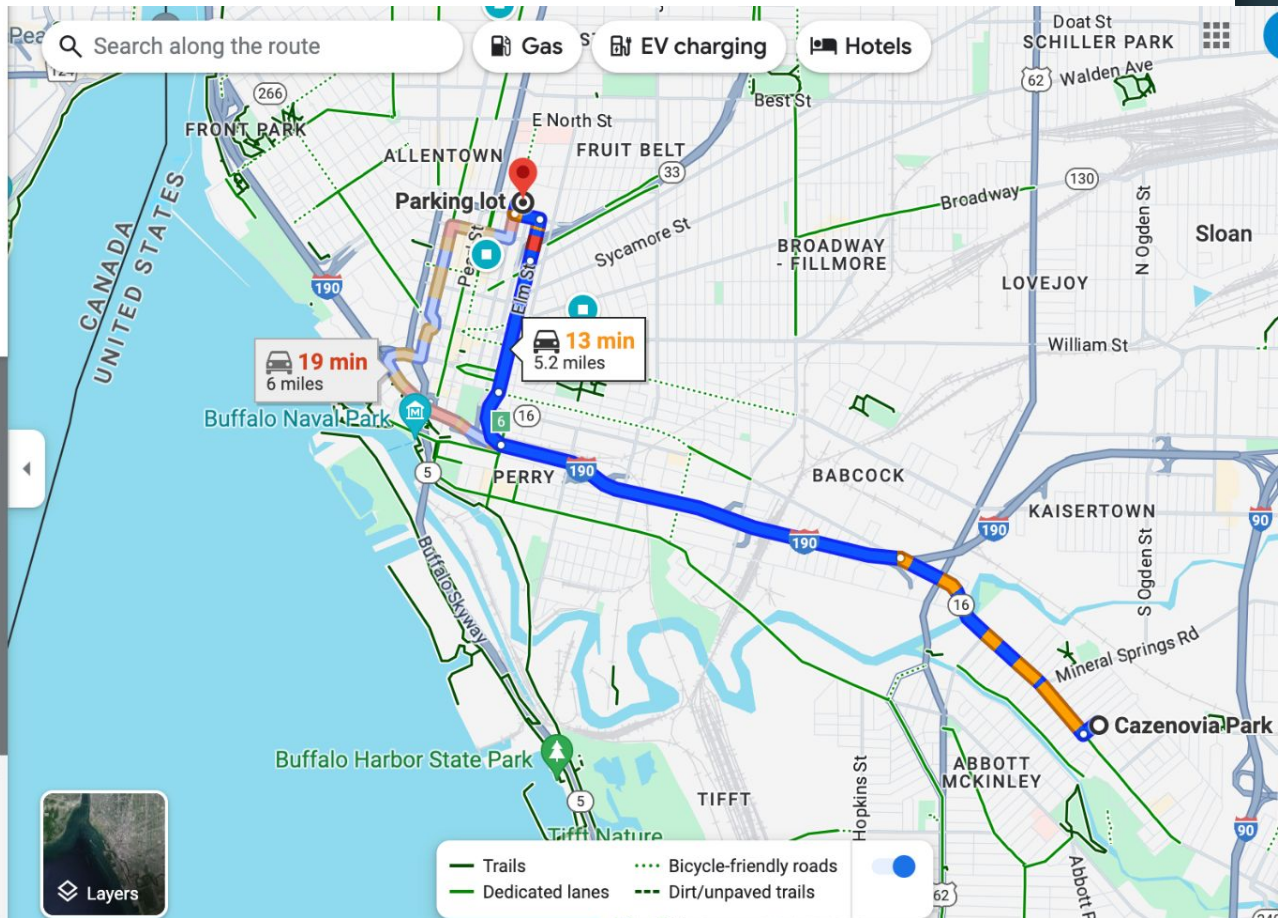 Search along the route
Gas
EV charging
Hotels
Doat St
SCHILLER PARK
62
Walden Ave
266
Best St
E North St
FRONT PARK
ALLENTOWN
FRUIT BELT
33
130
Parking lot
Broadway
N Ogden St
Sycamore St
BROADWAY
- FILLMORE
Sloan
CANADA
UNITED STATES
190
Elm St
LOVEJOY
13 min
5.2 miles
William St
19 min
6 miles
Buffalo Naval Park
6
16
5
PERRY
190
BABCOCK
KAISERTOWN
190
190
90
S Ogden St
Buffalo Skyway
16
Mineral Springs Rd
Cazenovia Park
Buffalo Harbor State Park
ABBOTT
MCKINLEY
5
TIFFT
Hopkins St
Tifft Nature
90
Layers
Trails
Bicycle-friendly roads
Dedicated lanes
Dirt/unpaved trails
62